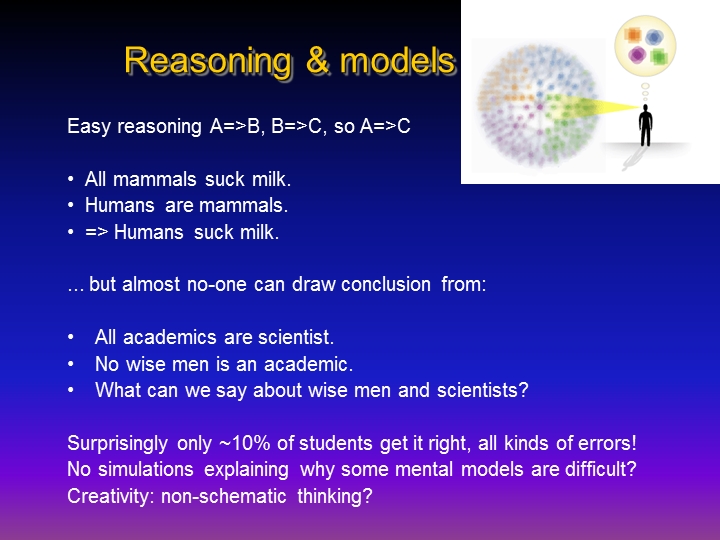 Reasoning & models
Easy reasoning A=>B, B=>C, so A=>C
• All mammals suck milk.
• Humans are mammals.
• => Humans suck milk.
... but almost no-one can draw conclusion from:
• All academics are scientist.
• No wise men is an academic.
• What can we say about wise men and scientists?
Surprisingly only ~10% of students get it right, all kinds of errors!
No simulations explaining why some mental models are difficult?
Creativity: non-schematic thinking?